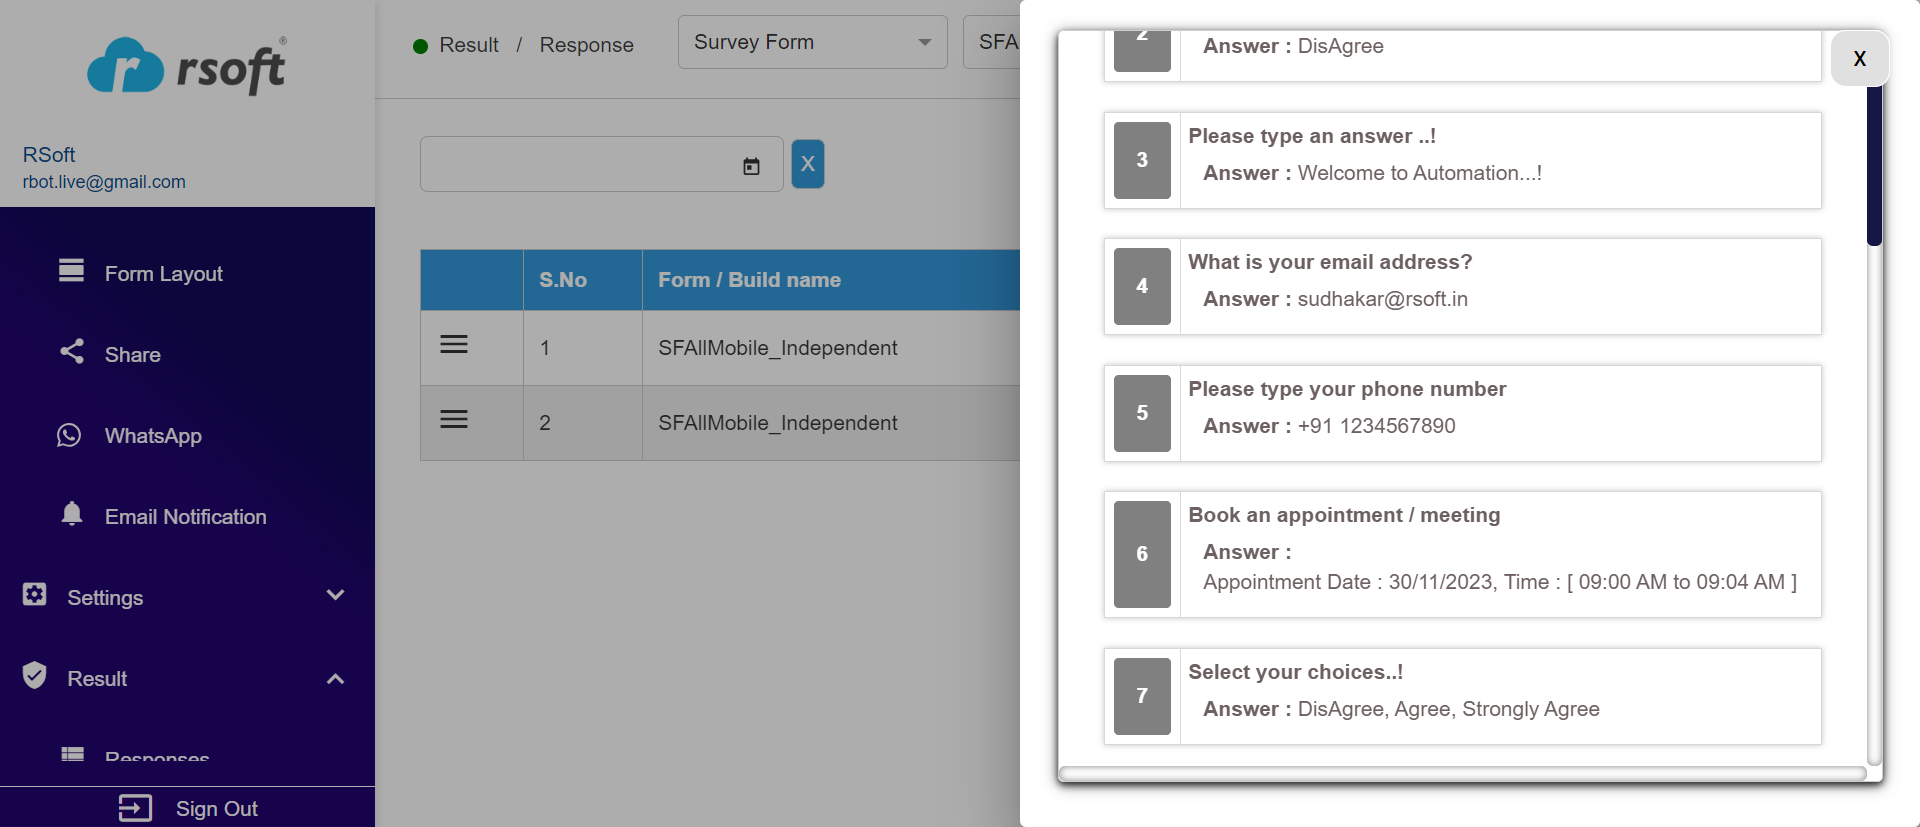 rsoft®
RSoft
rbot.live@gmail.com
Form Layout
Share
WhatsApp
Email Notification
Settings
Result
Responses
Sign Out
Result / Response
Survey Form
SFA
X
S.No Form / Build name
1 SFAllMobile_Independent
2 SFAllMobile_Independent
X
2
Answer : DisAgree
3
Please type an answer ..!
Answer : Welcome to Automation...!
4
What is your email address?
Answer : sudhakar@rsoft.in
5
Please type your phone number
Answer : +91 1234567890
6
Book an appointment / meeting
Answer :
Appointment Date : 30/11/2023, Time : [ 09:00 AM to 09:04 AM ]
7
Select your choices..!
Answer : DisAgree, Agree, Strongly Agree